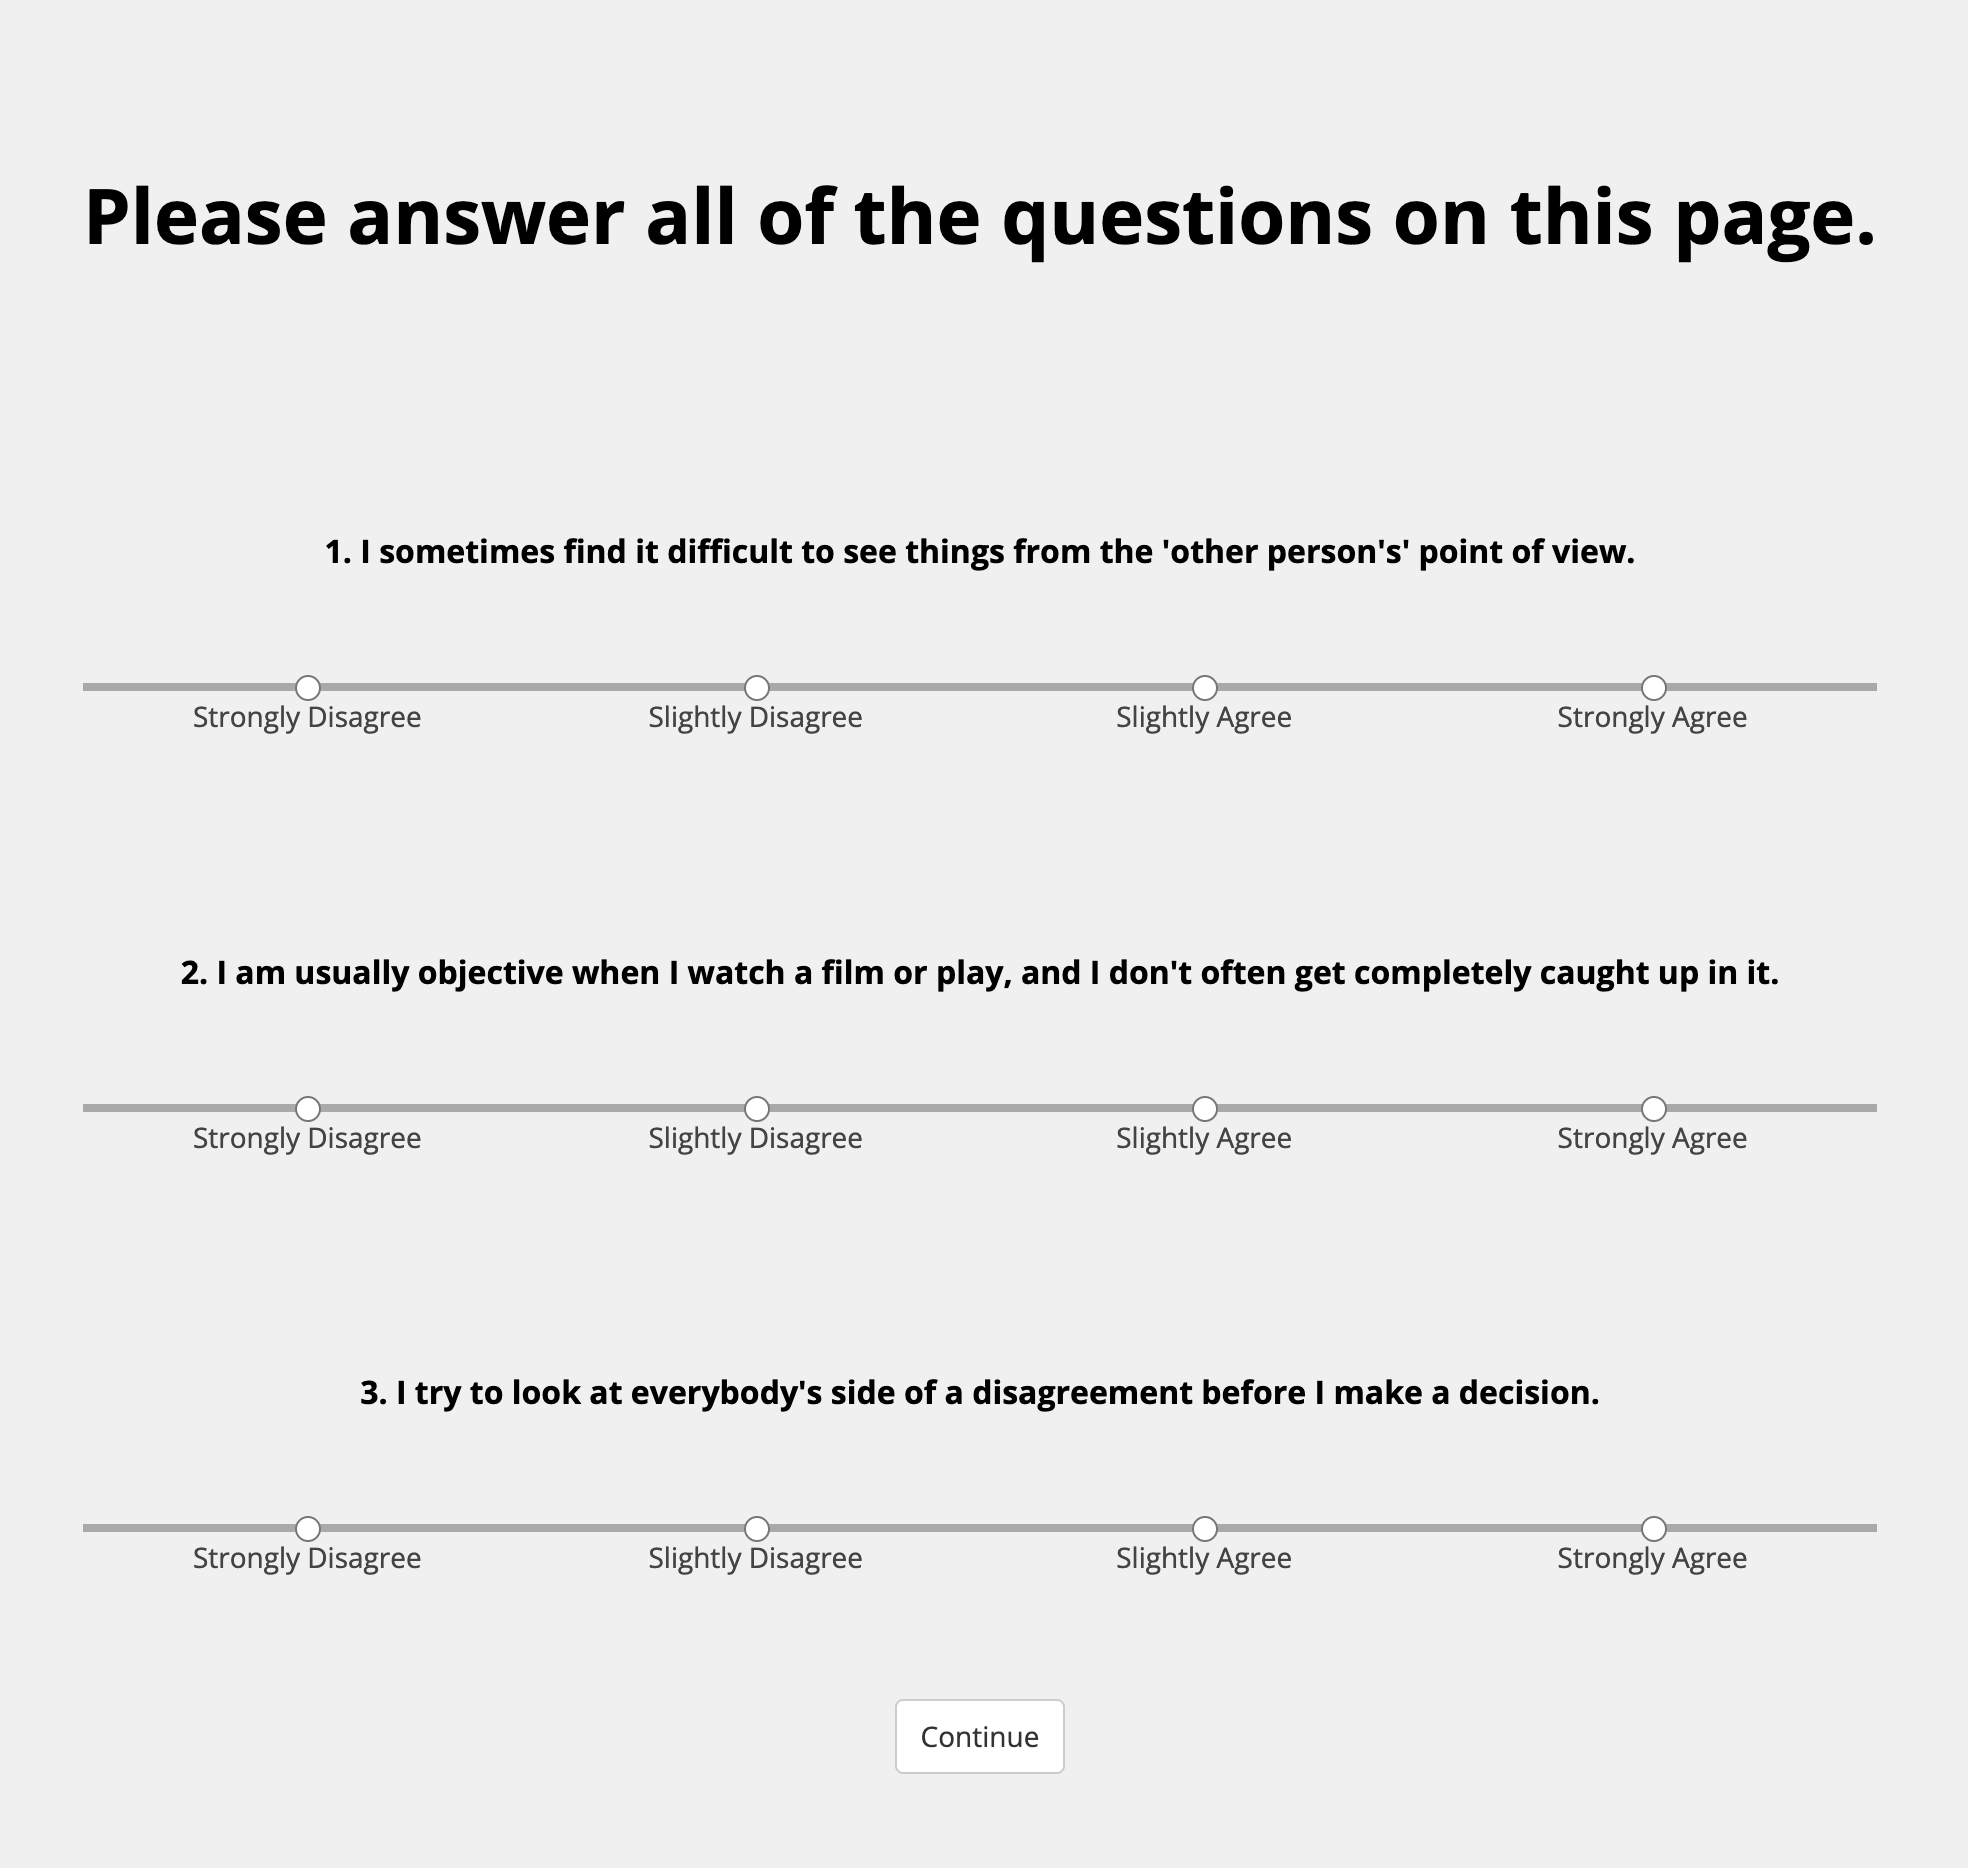 Please answer all of the questions on this page.
1. I sometimes find it difficult to see things from the 'other person's' point of view.
Strongly Disagree Slightly Disagree Slightly Agree Strongly Agree
2. I am usually objective when I watch a film or play, and I don't often get completely caught up in it.
Strongly Disagree Slightly Disagree Slightly Agree Strongly Agree
3. I try to look at everybody's side of a disagreement before I make a decision.
Strongly Disagree Slightly Disagree Slightly Agree Strongly Agree
Continue